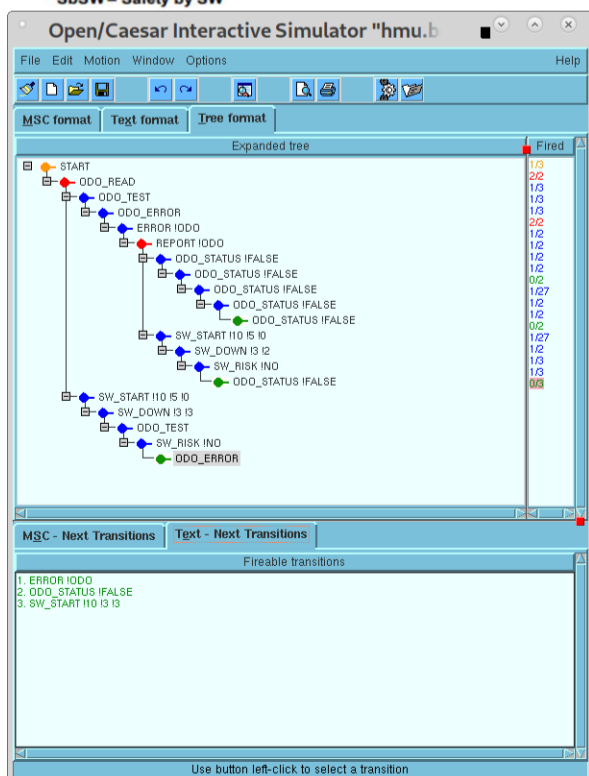 SbSW – Safety by SW
Open/Caesar Interactive Simulator "hmu.b
File Edit Motion Window Options Help
MSC format Text format Tree format
Expanded tree Fired
START 1/3
ODO_READ 2/2
ODO_TEST 1/3
ODO_ERROR 1/3
ERROR !ODO 1/3
REPORT !ODO 2/2
ODO_STATUS !FALSE 1/2
ODO_STATUS !FALSE 1/2
ODO_STATUS !FALSE 1/2
ODO_STATUS !FALSE 1/2
ODO_STATUS !FALSE 0/2
SW_START !10 !5 !0 1/27
SW_DOWN !3 !2 1/2
SW_RISK !NO 1/2
ODO_STATUS !FALSE 0/2
SW_START !10 !5 !0 1/27
SW_DOWN !3 !3 1/2
ODO_TEST 1/3
SW_RISK !NO 1/3
ODO_ERROR 0/3
MSC - Next Transitions Text - Next Transitions
Fireable transitions
1. ERROR !ODO
2. ODO_STATUS !FALSE
3. SW_START !10 !3 !3
Use button left-click to select a transition